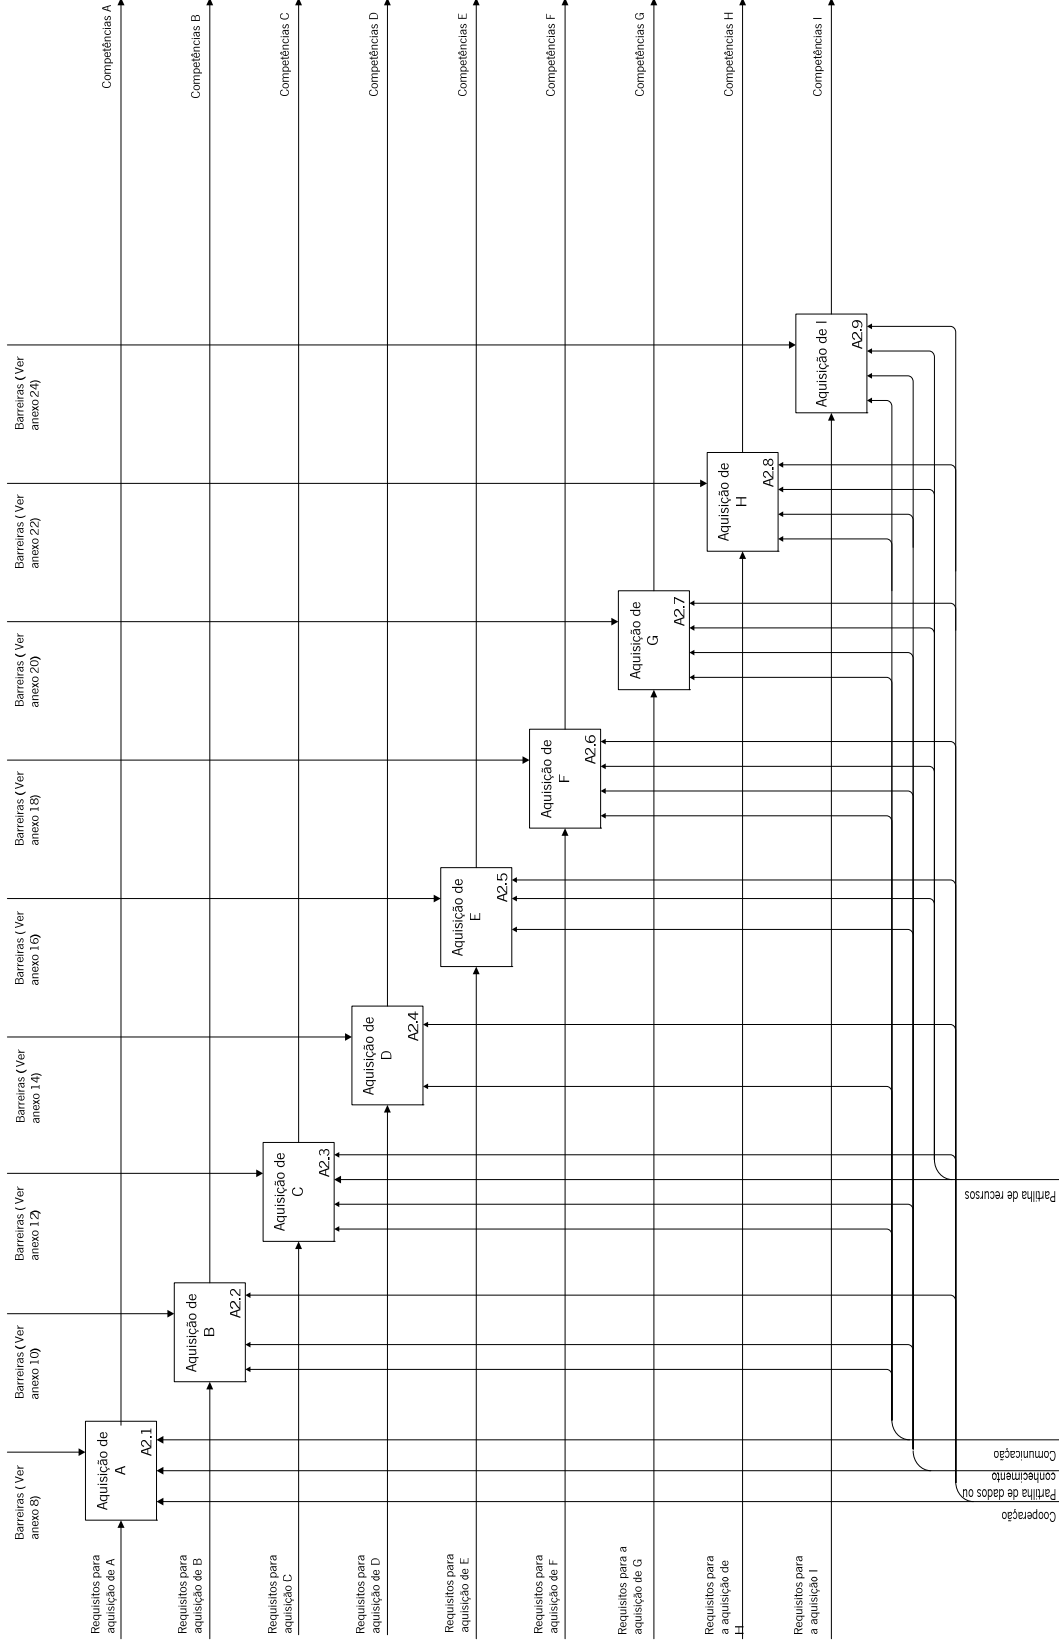 Barreiras (Ver
anexo 8)
Barreiras (Ver
anexo 10)
Barreiras (Ver
anexo 12)
Barreiras (Ver
anexo 14)
Barreiras (Ver
anexo 16)
Barreiras (Ver
anexo 18)
Barreiras (Ver
anexo 20)
Barreiras (Ver
anexo 22)
Barreiras (Ver
anexo 24)
Requisitos para
aquisição de A
Aquisição de
A
A2.1
Competências A
Requisitos para
aquisição de B
Aquisição de
B
A2.2
Competências B
Requisitos para
aquisição C
Aquisição de
C
A2.3
Competências C
Requisitos para
aquisição de D
Aquisição de
D
A2.4
Competências D
Requisitos para
aquisição de E
Aquisição de
E
A2.5
Competências E
Requisitos para
aquisição de F
Aquisição de
F
A2.6
Competências F
Requisitos para a
aquisição de G
Aquisição de
G
A2.7
Competências G
Requisitos para
a aquisição de
H
Aquisição de
H
A2.8
Competências H
Requisitos para
a aquisição I
Aquisição de I
A2.9
Competências I
Cooperação
Partilha de dados ou
conhecimento
Comunicação
Partilha de recursos